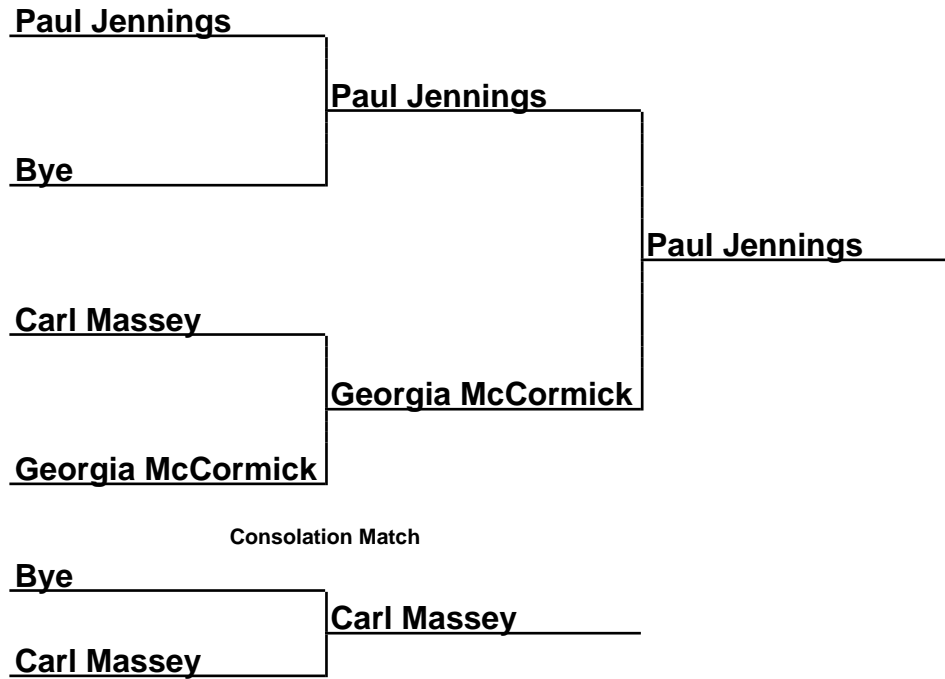 Paul Jennings
Paul Jennings
Bye
Paul Jennings
Carl Massey
Georgia McCormick
Georgia McCormick
Consolation Match
Bye
Carl Massey
Carl Massey